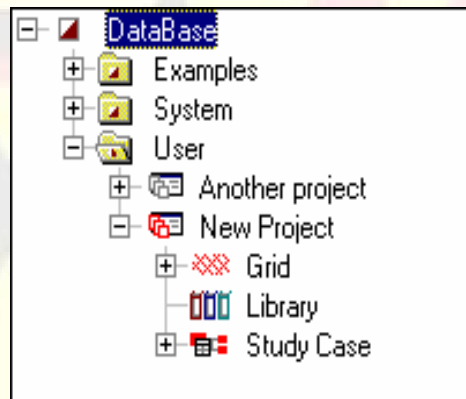 DataBase
Examples
System
User
Another project
New Project
Grid
Library
Study Case